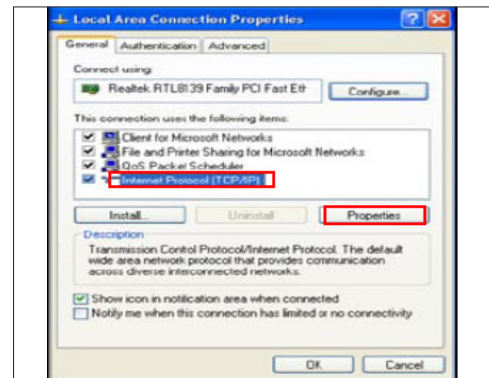 Local Area Connection Properties
General Authentication Advanced
Connect using:
Realtek RTL8139 Family PCI Fast Eth
Configure...
This connection uses the following items:
Client for Microsoft Networks
File and Printer Sharing for Microsoft Networks
QoS Packet Scheduler
Internet Protocol (TCP/IP)
Install... Uninstall Properties
Description
Transmission Control Protocol/Internet Protocol. The default
wide area network protocol that provides communication
across diverse interconnected networks.
Show icon in notification area when connected
Notify me when this connection has limited or no connectivity
OK Cancel